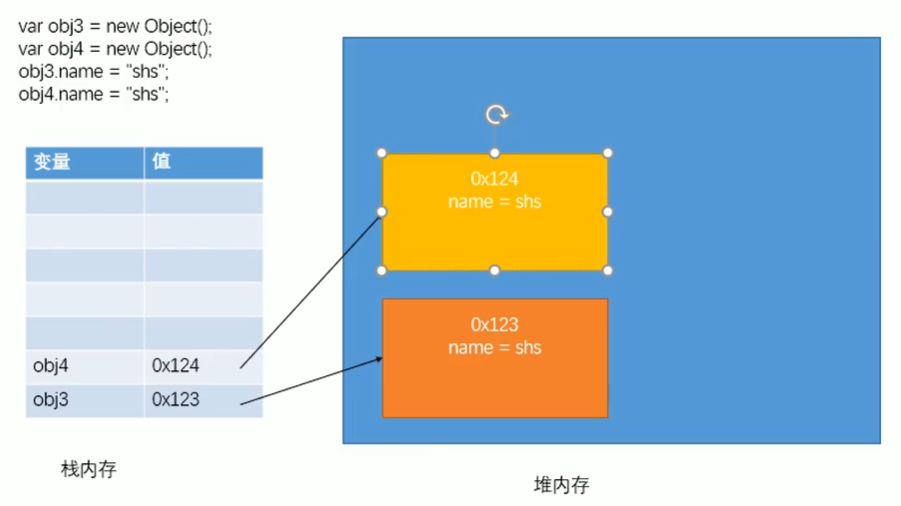 var obj3 = new Object();
var obj4 = new Object();
obj3.name = "shs";
obj4.name = "shs";
变量 值
0x124
name = shs
0x123
name = shs
obj4 0x124
obj3 0x123
栈内存
堆内存